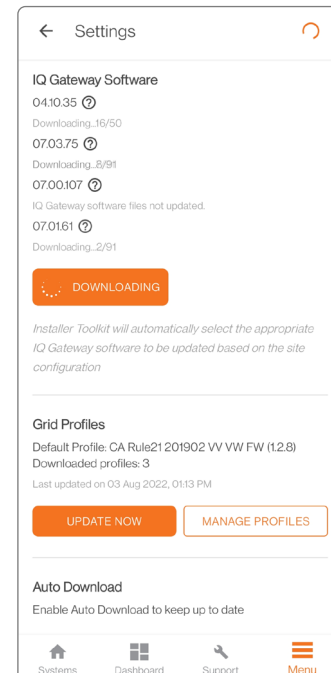 Settings
IQ Gateway Software
04.10.35 ?
Downloading...16/50
07.03.75 ?
Downloading...8/91
07.00.107 ?
IQ Gateway software files not updated.
07.01.61 ?
Downloading...2/91
DOWNLOADING
Installer Toolkit will automatically select the appropriate
IQ Gateway software to be updated based on the site
configuration
Grid Profiles
Default Profile: CA Rule21 201902 VV VW FW (1.2.8)
Downloaded profiles: 3
Last updated on 03 Aug 2022, 01:13 PM
UPDATE NOW
MANAGE PROFILES
Auto Download
Enable Auto Download to keep up to date
Systems
Dashboard
Support
Menu